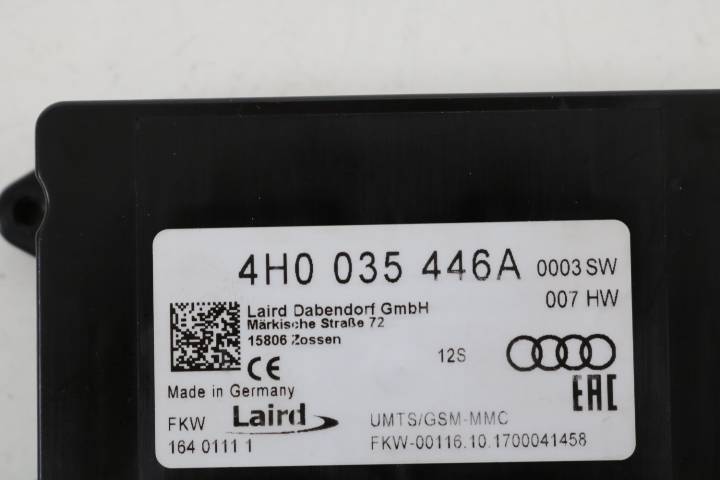 4H0 035 446A 0003 SW
007 HW
Laird Dabendorf GmbH
Märkische Straße 72
15806 Zossen
12S
CE
Made in Germany
EAC
FKW Laird UMTS/GSM-MMC
164 0111 1 FKW-00116.10.1700041458